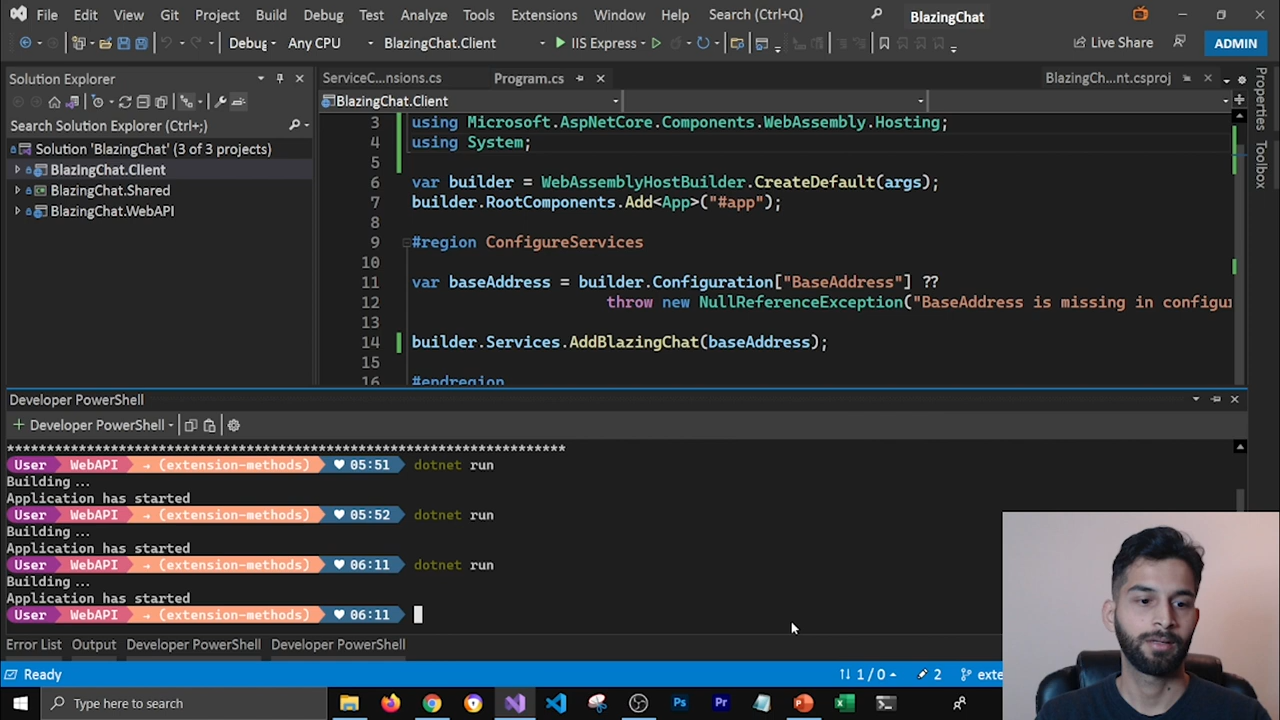 File Edit View Git Project Build Debug Test Analyze Tools Extensions Window Help Search (Ctrl+Q) BlazingChat
Debug Any CPU BlazingChat.Client IIS Express Live Share ADMIN
Solution Explorer
Search Solution Explorer (Ctrl+;)
Solution 'BlazingChat' (3 of 3 projects)
BlazingChat.Client
BlazingChat.Shared
BlazingChat.WebAPI
ServiceC...nsions.cs Program.cs BlazingCh...nt.csproj
BlazingChat.Client
3 using Microsoft.AspNetCore.Components.WebAssembly.Hosting;
4 using System;
5
6 var builder = WebAssemblyHostBuilder.CreateDefault(args);
7 builder.RootComponents.Add<App>("#app");
8
9 #region ConfigureServices
10
11 var baseAddress = builder.Configuration["BaseAddress"] ??
12 throw new NullReferenceException("BaseAddress is missing in configur
13
14 builder.Services.AddBlazingChat(baseAddress);
15
16 #endregion
Properties
Toolbox
Developer PowerShell
+ Developer PowerShell
**********************************************************************
User WebAPI → (extension-methods) ♥ 05:51 dotnet run
Building ...
Application has started
User WebAPI → (extension-methods) ♥ 05:52 dotnet run
Building ...
Application has started
User WebAPI → (extension-methods) ♥ 06:11 dotnet run
Building ...
Application has started
User WebAPI → (extension-methods) ♥ 06:11
Error List Output Developer PowerShell Developer PowerShell
Ready 1 / 0 2 exte
Type here to search